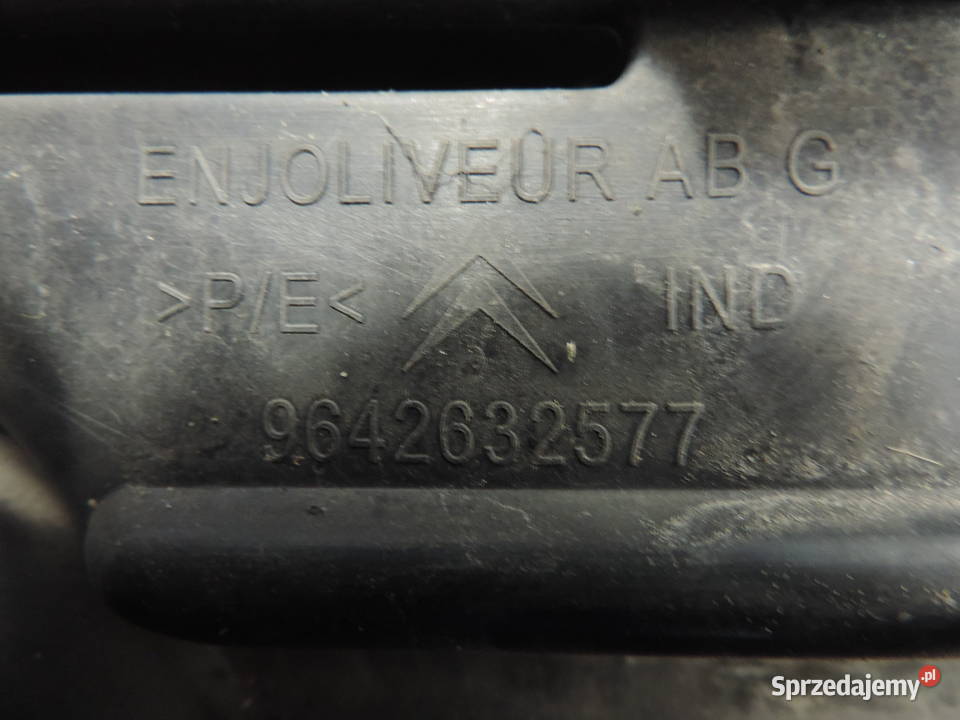 ENJOLIVEUR AB G
>P/E< IND
9642632577
Sprzedajemy.pl